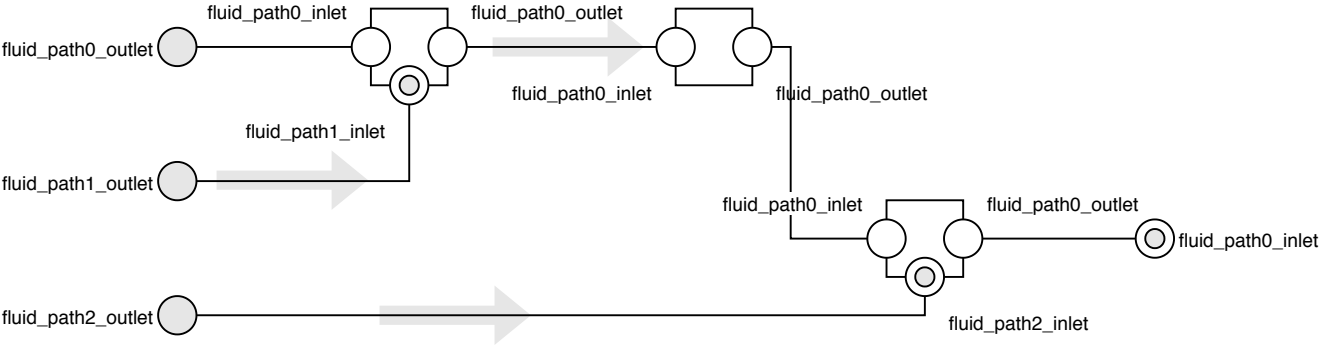 fluid_path0_inlet
fluid_path0_outlet
fluid_path0_outlet
fluid_path0_inlet
fluid_path0_outlet
fluid_path1_inlet
fluid_path1_outlet
fluid_path0_inlet
fluid_path0_outlet
fluid_path0_inlet
fluid_path2_outlet
fluid_path2_inlet